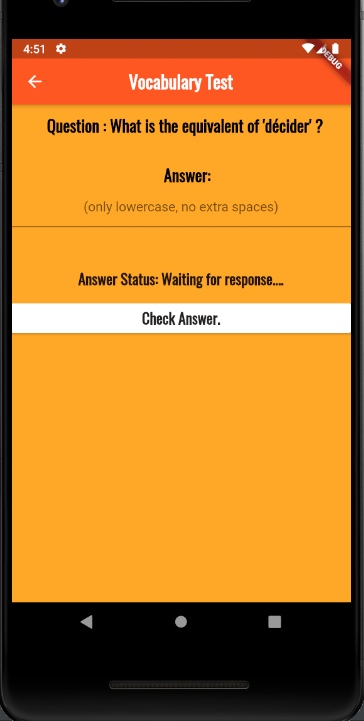 4:51
DEBUG
Vocabulary Test
Question : What is the equivalent of 'décider' ?
Answer:
(only lowercase, no extra spaces)
Answer Status: Waiting for response....
Check Answer.